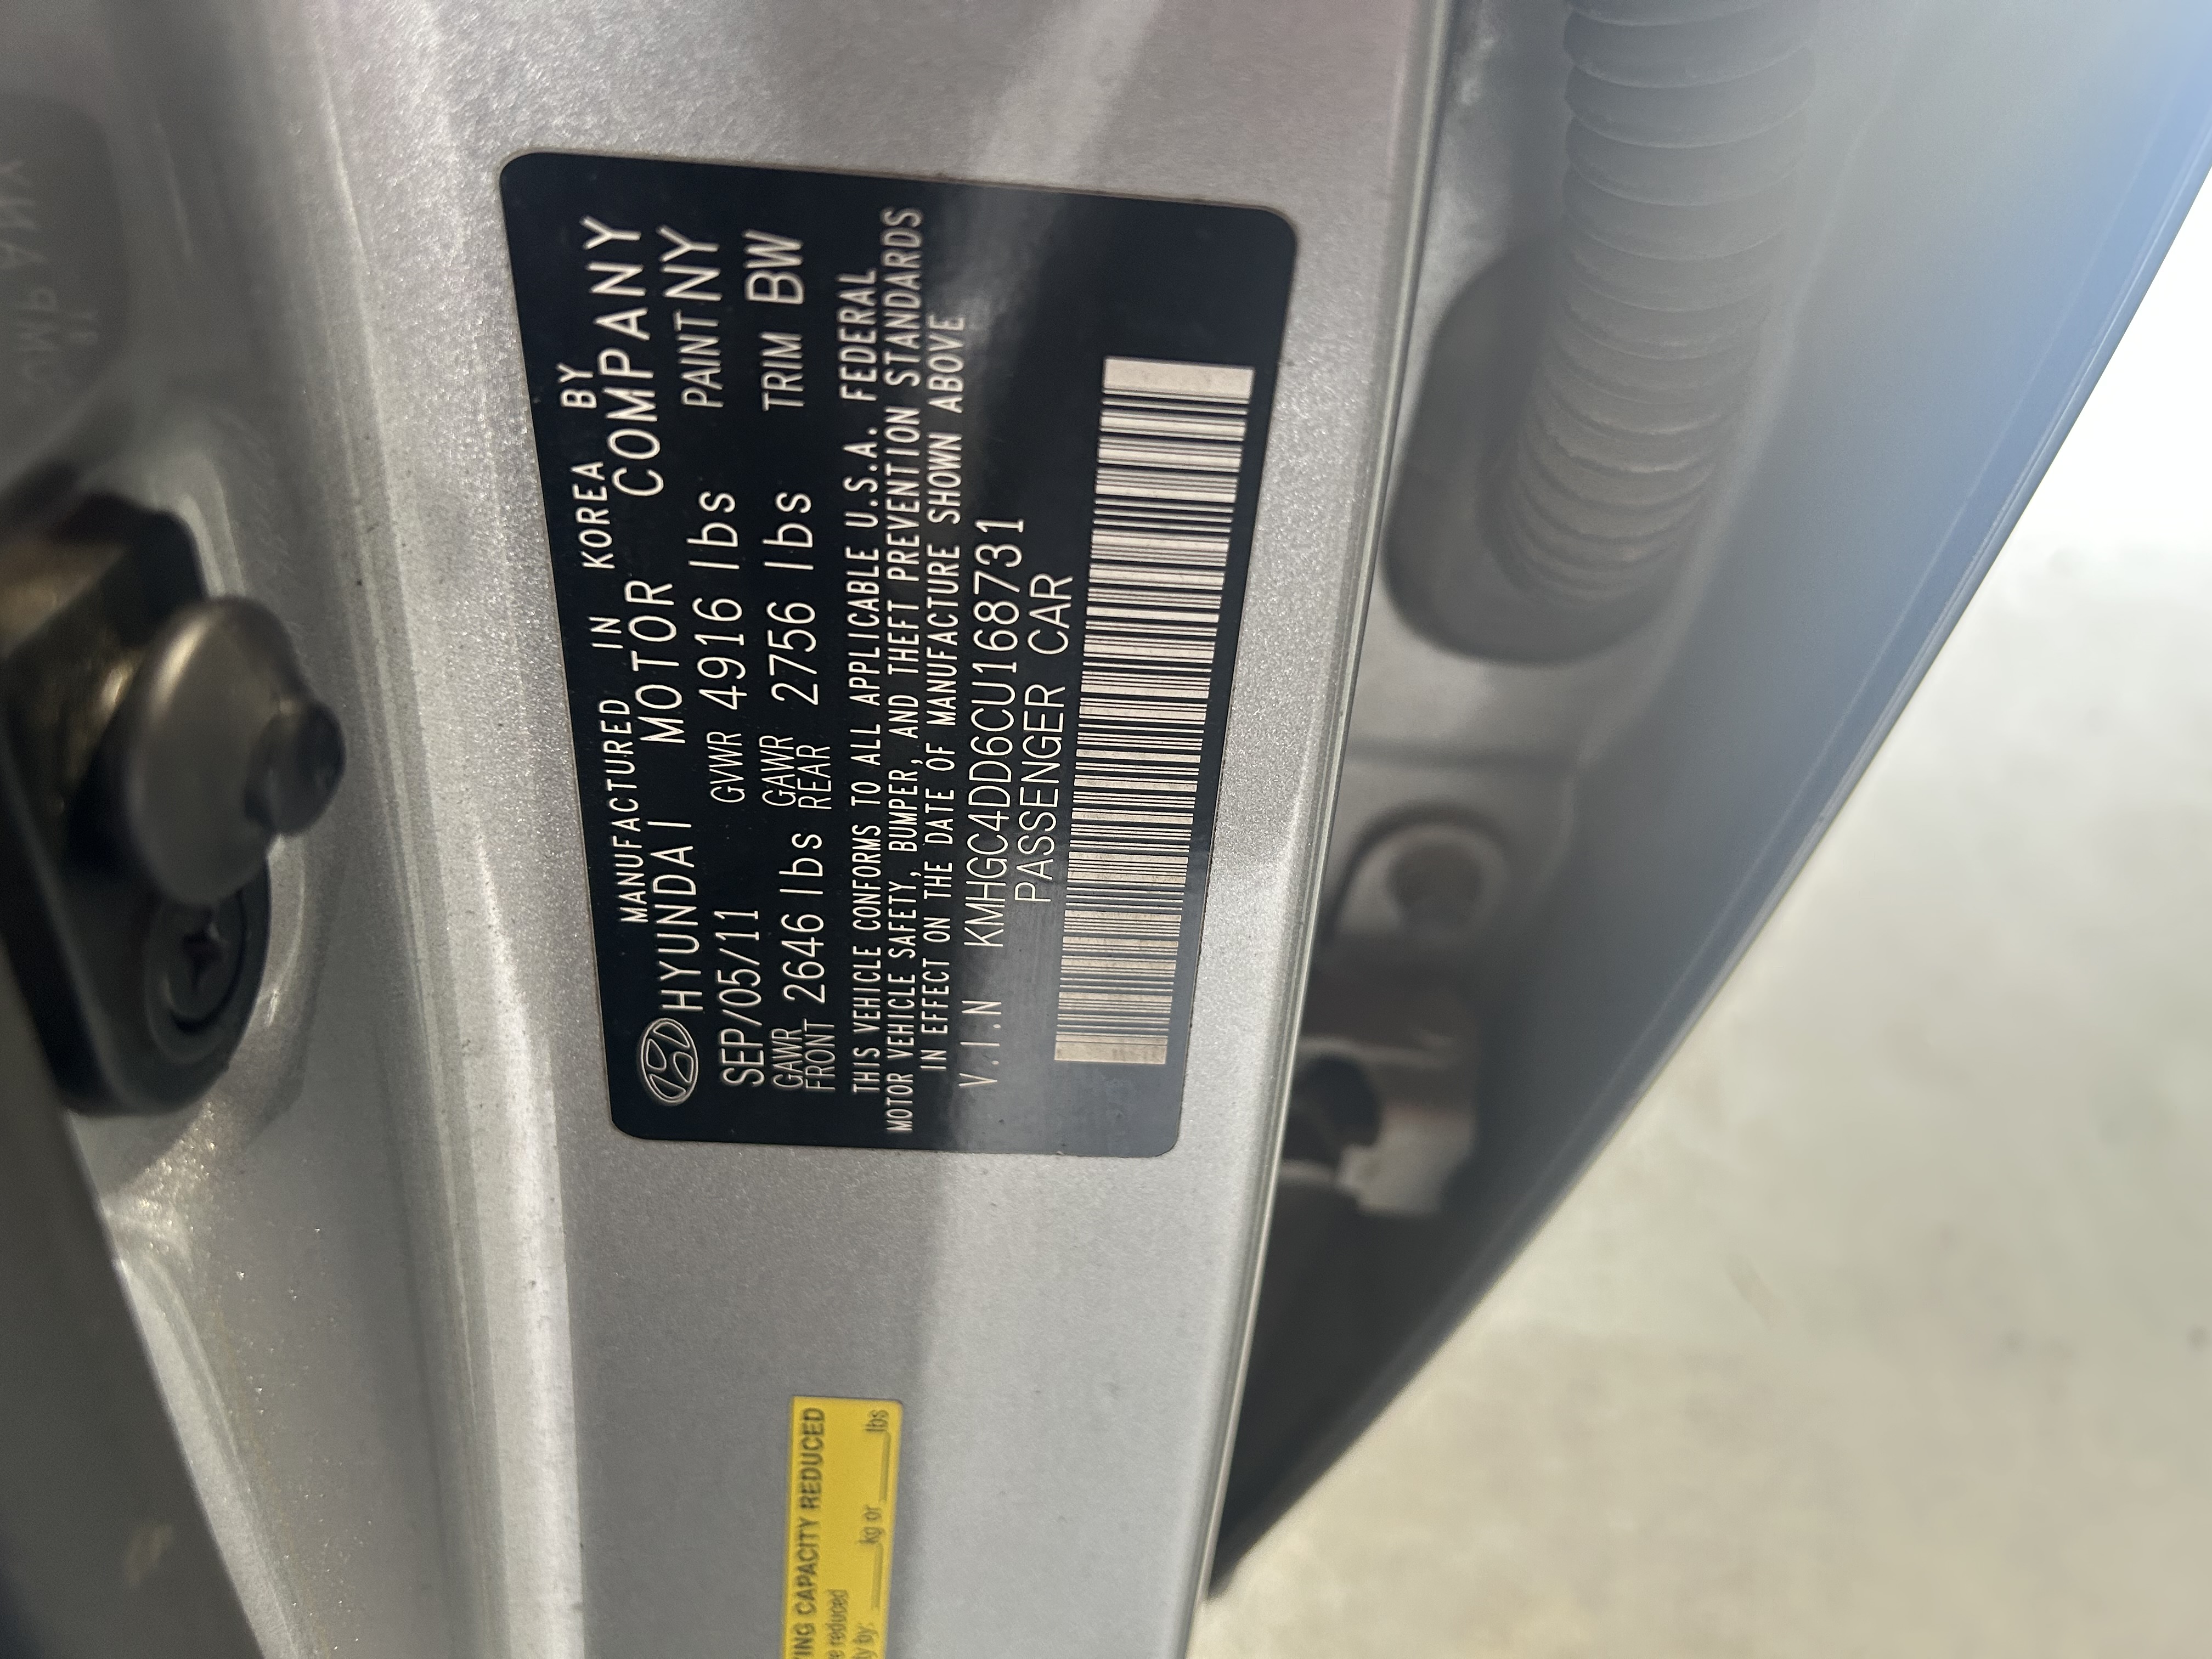 MANUFACTURED IN KOREA BY
HYUNDAI MOTOR COMPANY
SEP/05/11 GVWR 4916 lbs PAINT NY
GAWR FRONT 2646 lbs GAWR REAR 2756 lbs TRIM BW
THIS VEHICLE CONFORMS TO ALL APPLICABLE U.S.A. FEDERAL
MOTOR VEHICLE SAFETY, BUMPER, AND THEFT PREVENTION STANDARDS
IN EFFECT ON THE DATE OF MANUFACTURE SHOWN ABOVE
V.I.N KMHGC4DD6CU168731
PASSENGER CAR
CAPACITY REDUCED
reduced
by: kg or lbs